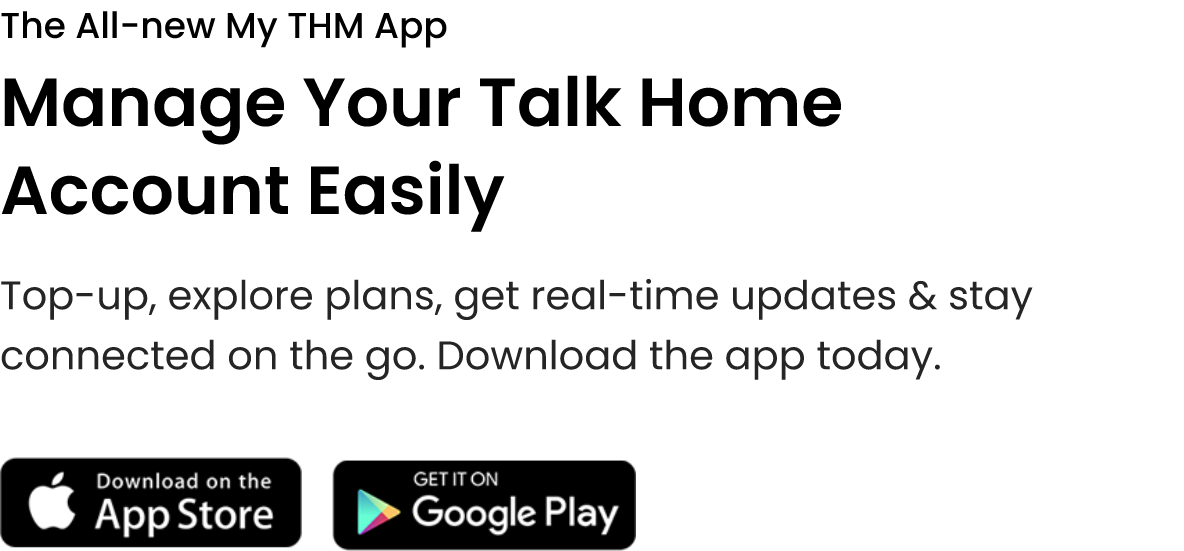 The All-new My THM App
Manage Your Talk Home
Account Easily
Top-up, explore plans, get real-time updates & stay
connected on the go. Download the app today.
Download on the
App Store
GET IT ON
Google Play